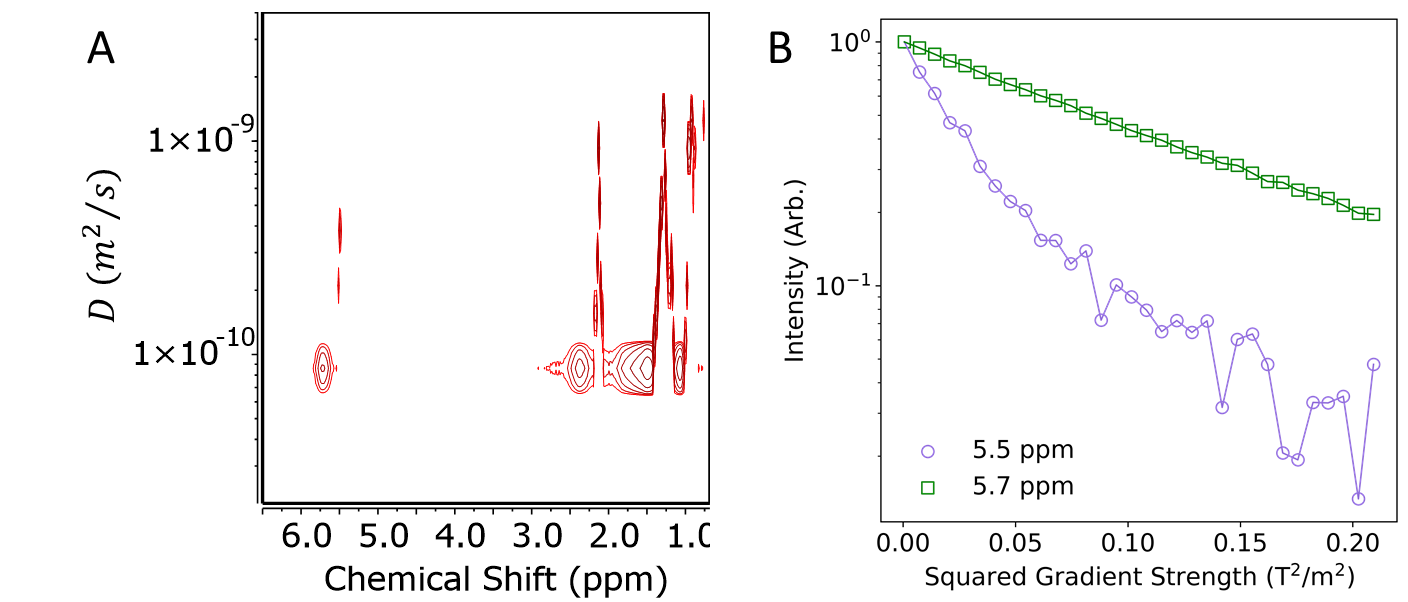 A
D (m²/s)
1×10⁻⁹
1×10⁻¹⁰
6.0 5.0 4.0 3.0 2.0 1.0
Chemical Shift (ppm)
B
Intensity (Arb.)
10⁰
10⁻¹
5.5 ppm
5.7 ppm
0.00 0.05 0.10 0.15 0.20
Squared Gradient Strength (T²/m²)